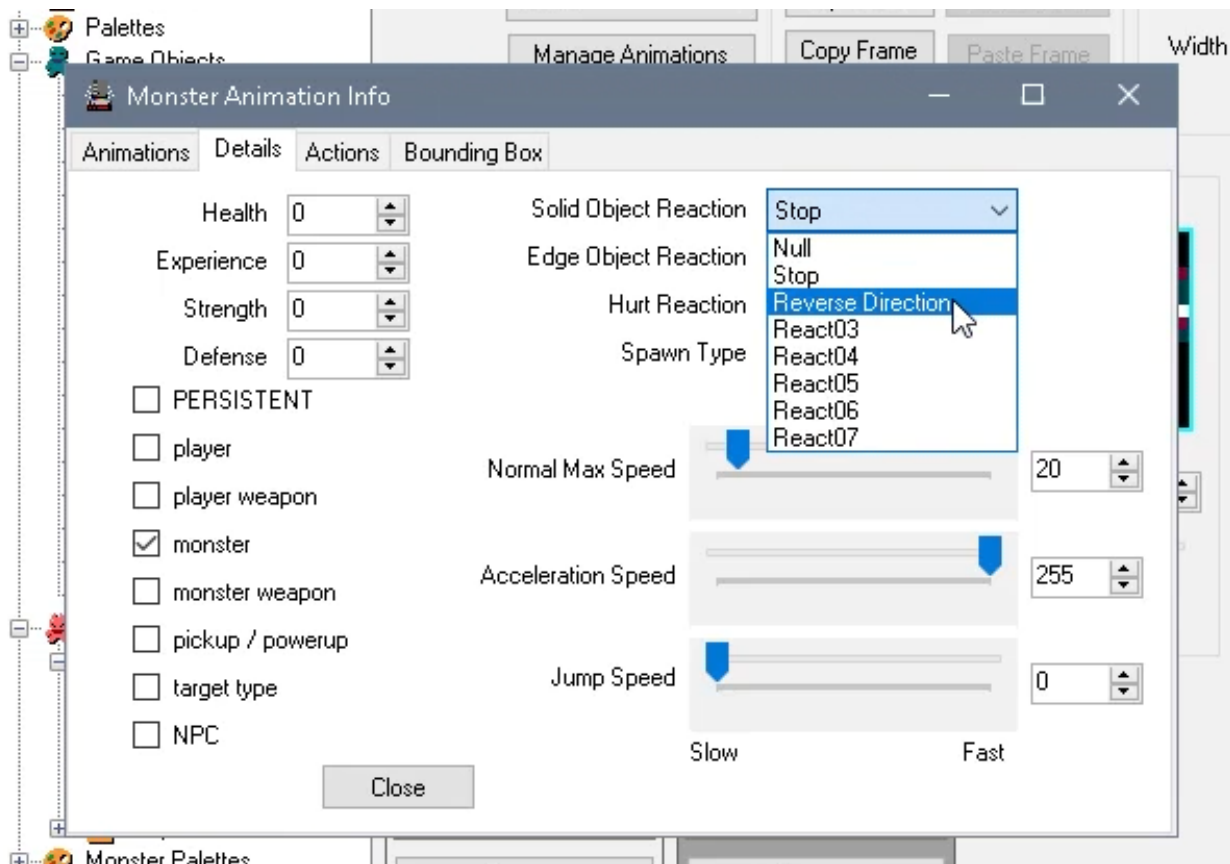 Palettes
Game Objects
Manage Animations
Copy Frame
Paste Frame
Width
Monster Animation Info
Animations
Details
Actions
Bounding Box
Health 0
Experience 0
Strength 0
Defense 0
PERSISTENT
player
player weapon
monster
monster weapon
pickup / powerup
target type
NPC
Close
Solid Object Reaction Stop
Edge Object Reaction
Hurt Reaction
Spawn Type
Null
Stop
Reverse Direction
React03
React04
React05
React06
React07
Normal Max Speed 20
Acceleration Speed 255
Jump Speed 0
Slow Fast
Monster Palettes